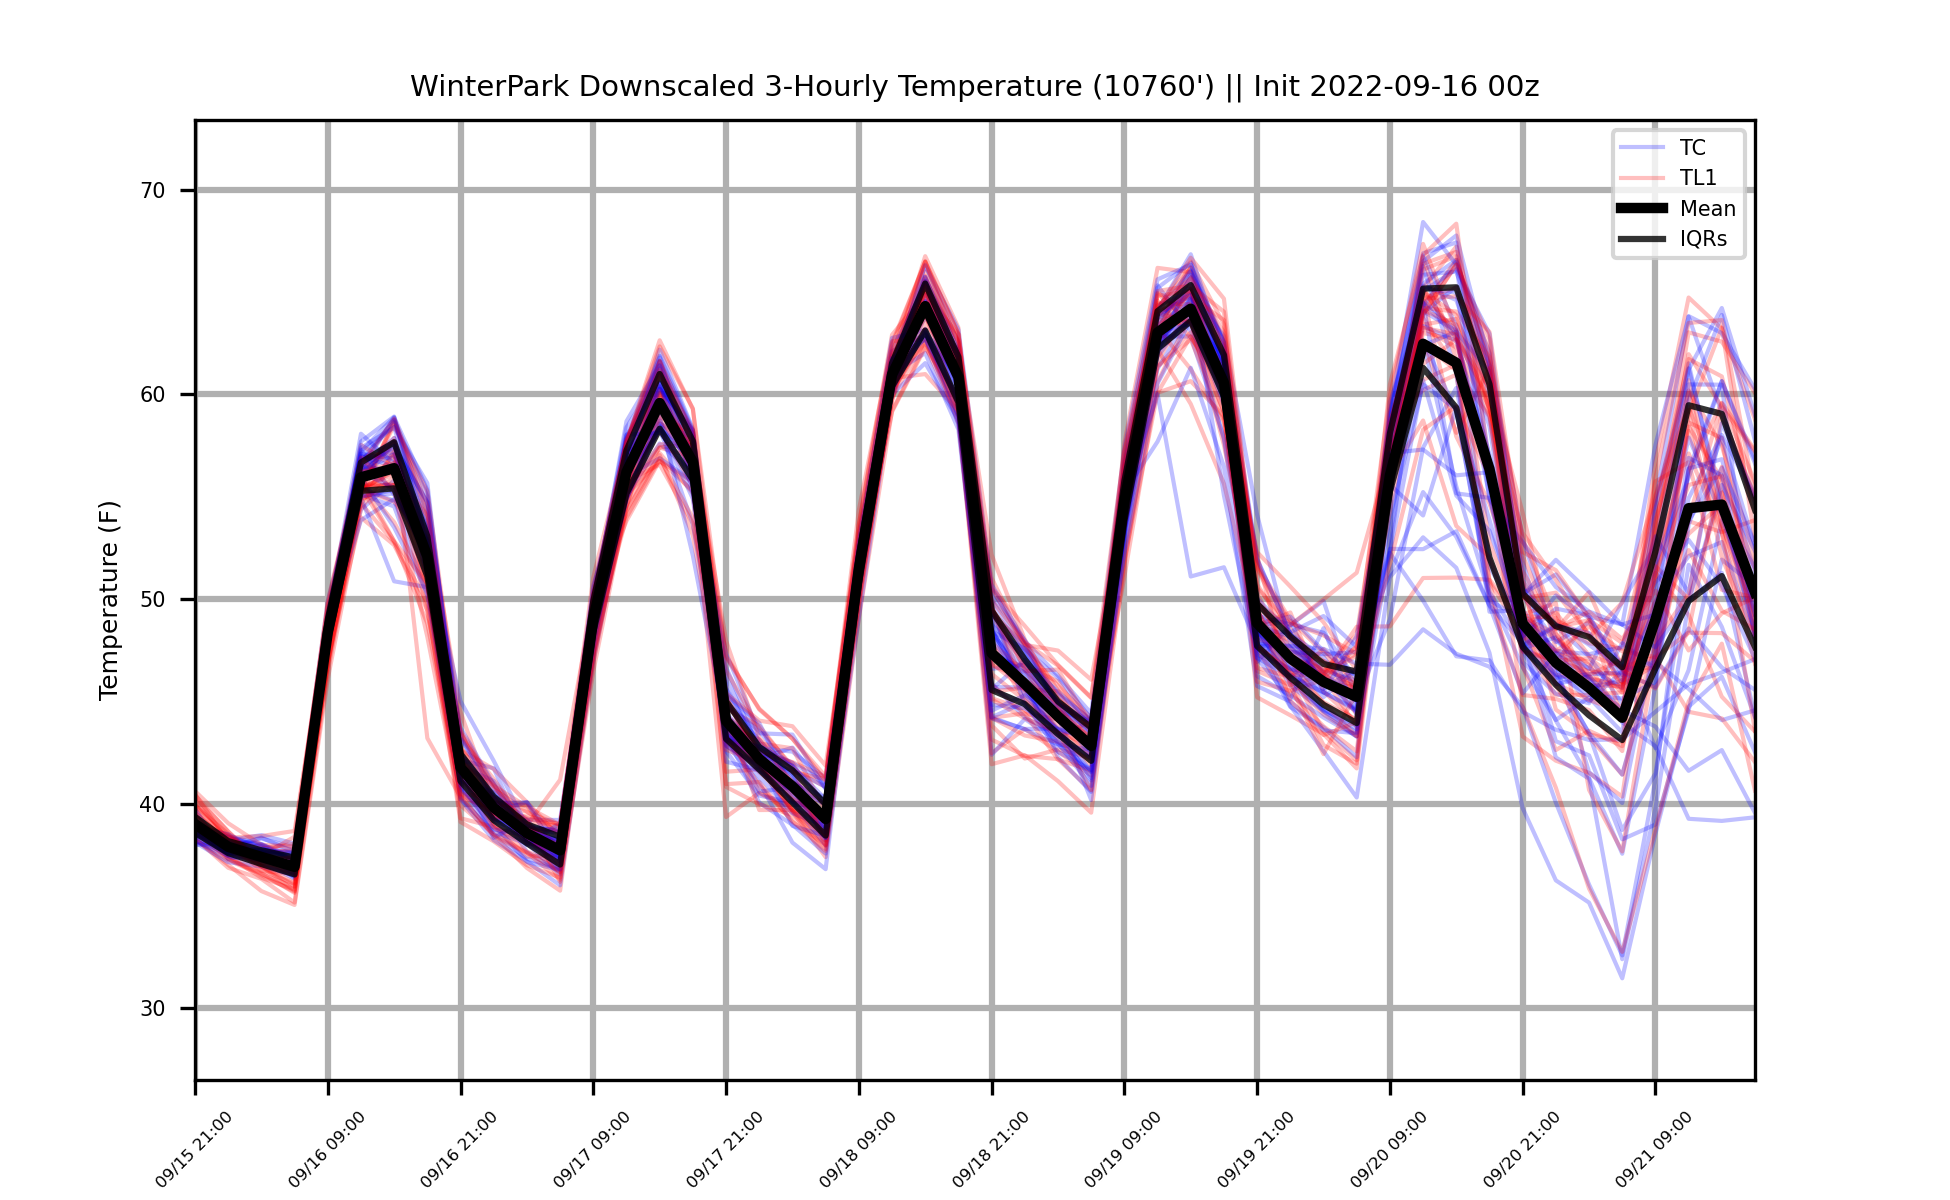 WinterPark Downscaled 3-Hourly Temperature (10760') || Init 2022-09-16 00z
TC
TL1
Mean
IQRs
70
60
50
40
30
Temperature (F)
09/15 21:00
09/16 09:00
09/16 21:00
09/17 09:00
09/17 21:00
09/18 09:00
09/18 21:00
09/19 09:00
09/19 21:00
09/20 09:00
09/20 21:00
09/21 09:00